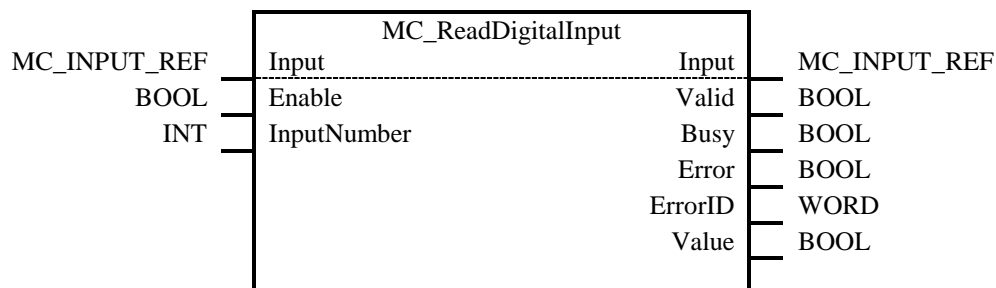 MC_ReadDigitalInput
MC_INPUT_REF Input Input MC_INPUT_REF
BOOL Enable Valid BOOL
INT InputNumber Busy BOOL
Error BOOL
ErrorID WORD
Value BOOL